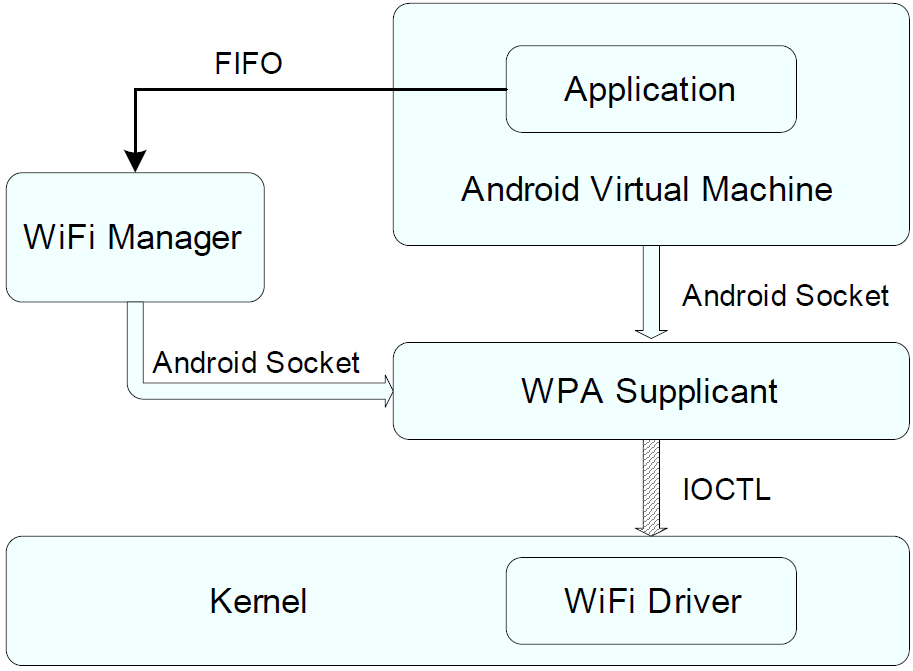 FIFO
Application
Android Virtual Machine
WiFi Manager
Android Socket
Android Socket
WPA Supplicant
IOCTL
Kernel
WiFi Driver